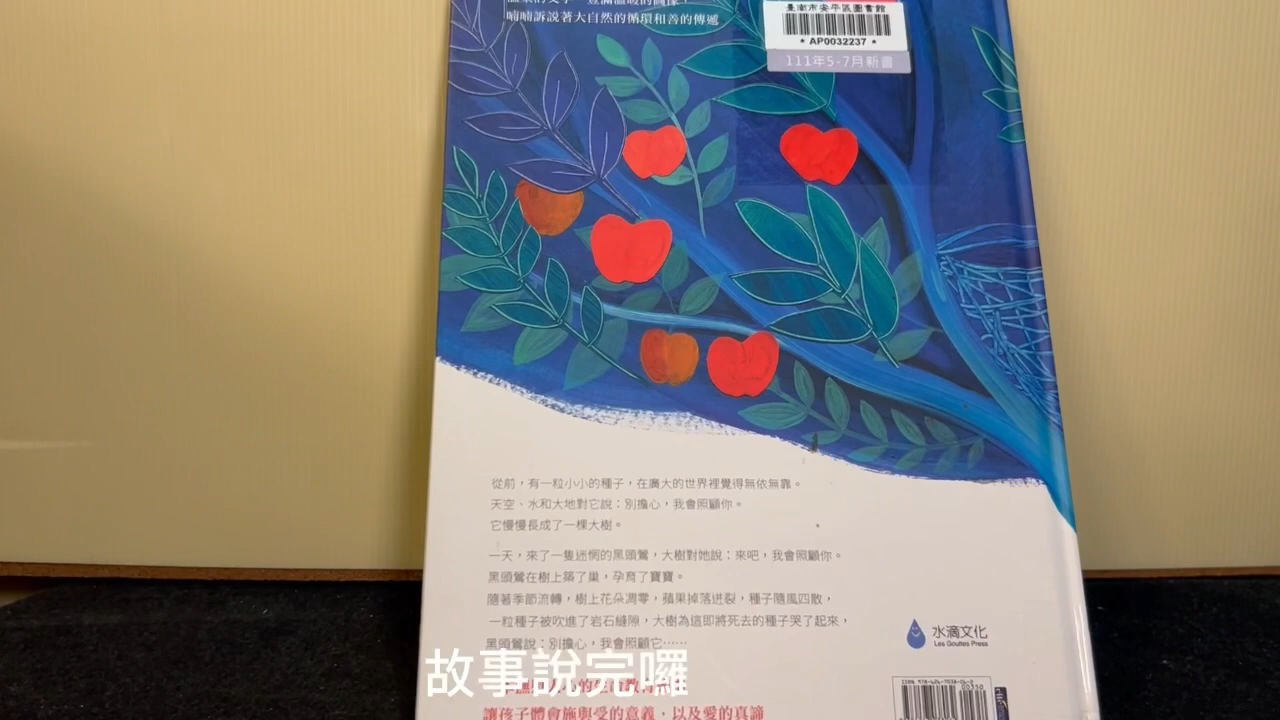 喃喃訴說著大自然的循環和善的傳遞
臺南市安平區圖書館
* AP0032237 *
111年5-7月新書
從前，有一粒小小的種子，在廣大的世界裡覺得無依無靠。
天空、水和大地對它說：別擔心，我會照顧你。
它慢慢長成了一棵大樹。
一天，來了一隻迷惘的黑頭鶯，大樹對她說：來吧，我會照顧你。
黑頭鶯在樹上築了巢，孕育了寶寶。
隨著季節流轉，樹上花朵凋零，蘋果掉落迸裂，種子隨風四散，
一粒種子被吹進了岩石縫隙，大樹為這即將死去的種子哭了起來，
黑頭鶯說：別擔心，我會照顧它⋯⋯
水滴文化
Les Gouttes Press
故事說完囉
讓孩子體會施與受的意義，以及愛的真諦
00350